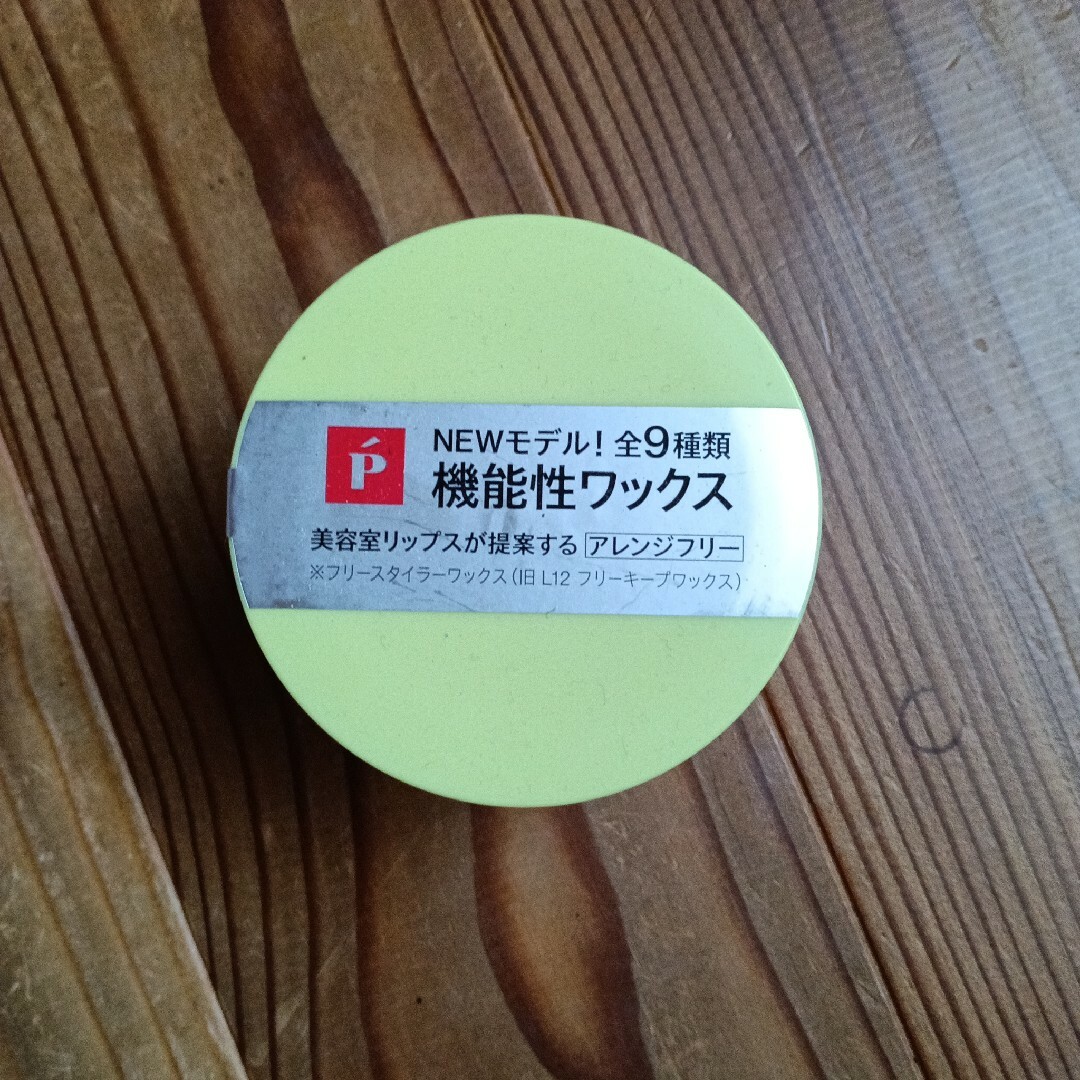 Ṕ
NEWモデル！全9種類
機能性ワックス
美容室リップスが提案する アレンジフリー
※フリースタイラーワックス（旧 L12 フリーキープワックス）